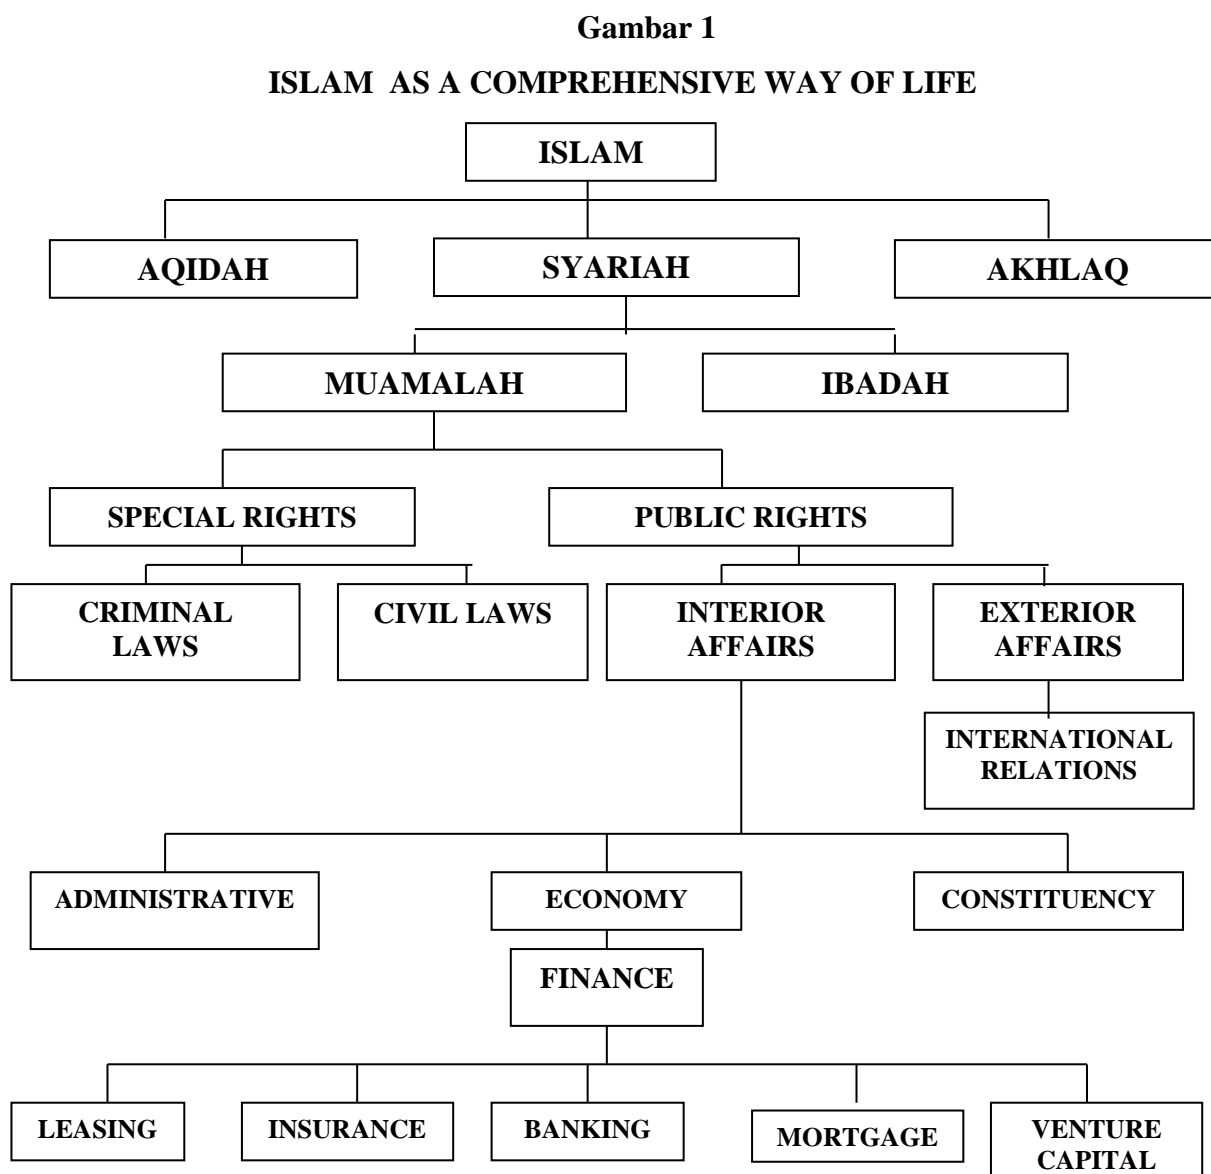 Gambar 1
ISLAM AS A COMPREHENSIVE WAY OF LIFE
ISLAM
AQIDAH
SYARIAH
AKHLAQ
MUAMALAH
IBADAH
SPECIAL RIGHTS
PUBLIC RIGHTS
CRIMINAL
LAWS
CIVIL LAWS
INTERIOR
AFFAIRS
EXTERIOR
AFFAIRS
INTERNATIONAL
RELATIONS
ADMINISTRATIVE
ECONOMY
CONSTITUENCY
FINANCE
LEASING
INSURANCE
BANKING
MORTGAGE
VENTURE
CAPITAL